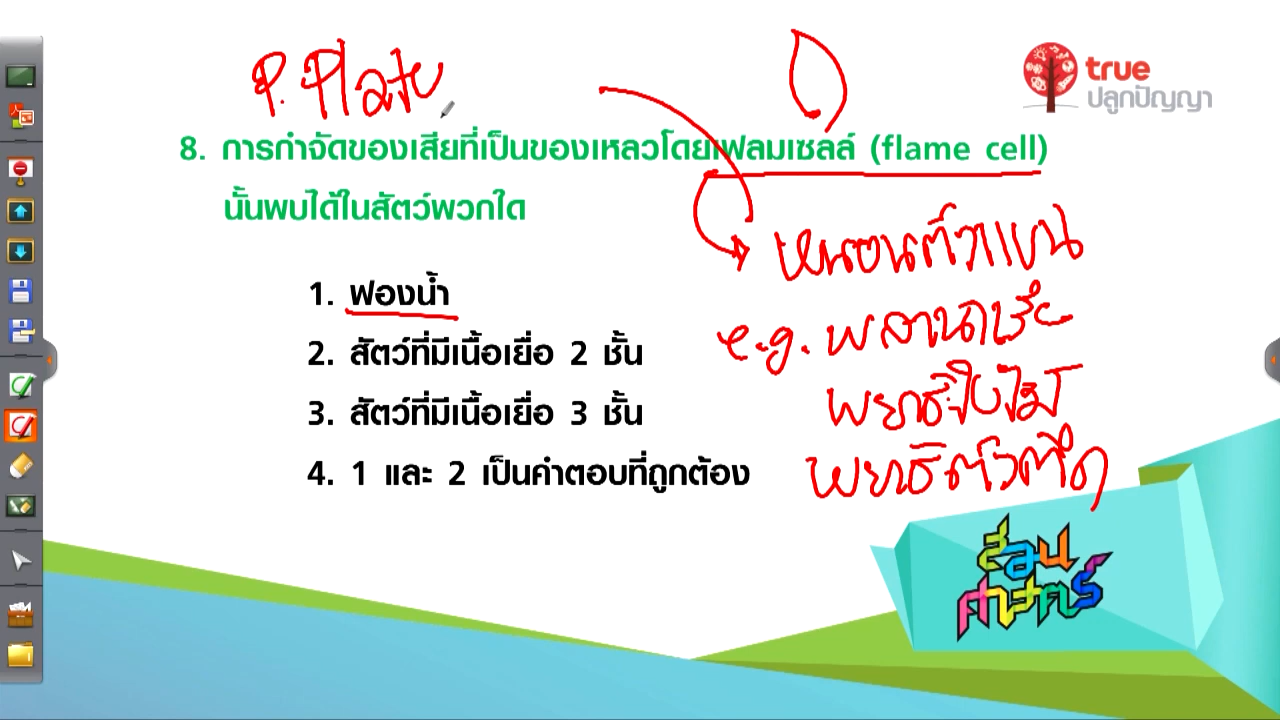 P. Platy
true
ปลูกปัญญา
8. การกำจัดของเสียที่เป็นของเหลวโดยเฟลมเซลล์ (flame cell)
นั้นพบได้ในสัตว์พวกใด
หนอนตัวแบน
1. ฟองน้ำ
e.g. พลานาเรีย
2. สัตว์ที่มีเนื้อเยื่อ 2 ชั้น
พยาธิใบไม้
3. สัตว์ที่มีเนื้อเยื่อ 3 ชั้น
พยาธิตัวตืด
4. 1 และ 2 เป็นคำตอบที่ถูกต้อง
สอน
ศาสตร์